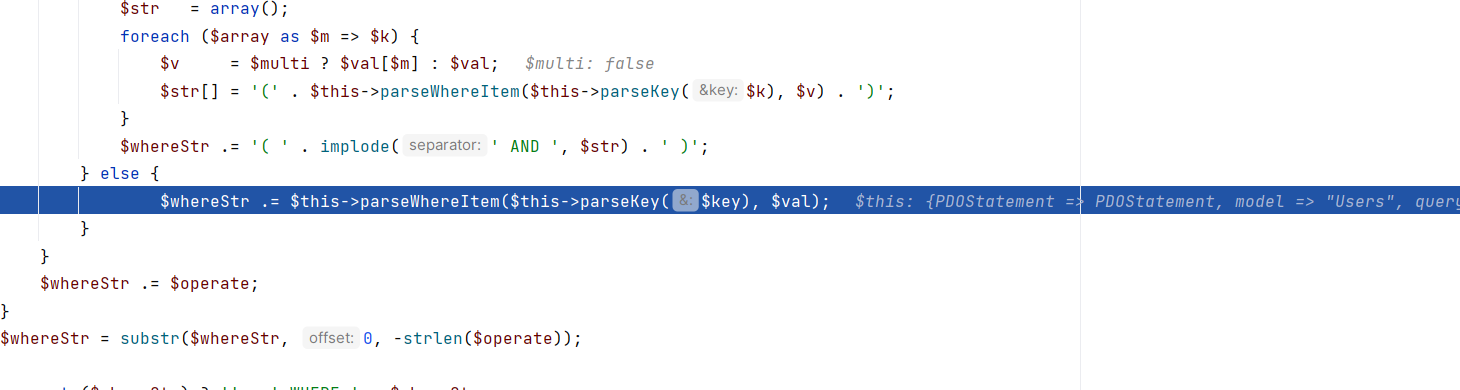 $str   = array();
foreach ($array as $m => $k) {
$v     = $multi ? $val[$m] : $val;   $multi: false
$str[] = '(' . $this->parseWhereItem($this->parseKey( &key: $k), $v) . ')';
}
$whereStr .= '( ' . implode( separator: ' AND ', $str) . ' )';
} else {
$whereStr .= $this->parseWhereItem($this->parseKey( &: $key), $val);   $this: {PDOStatement => PDOStatement, model => "Users", query
}
}
$whereStr .= $operate;
}
$whereStr = substr($whereStr, offset: 0, -strlen($operate));